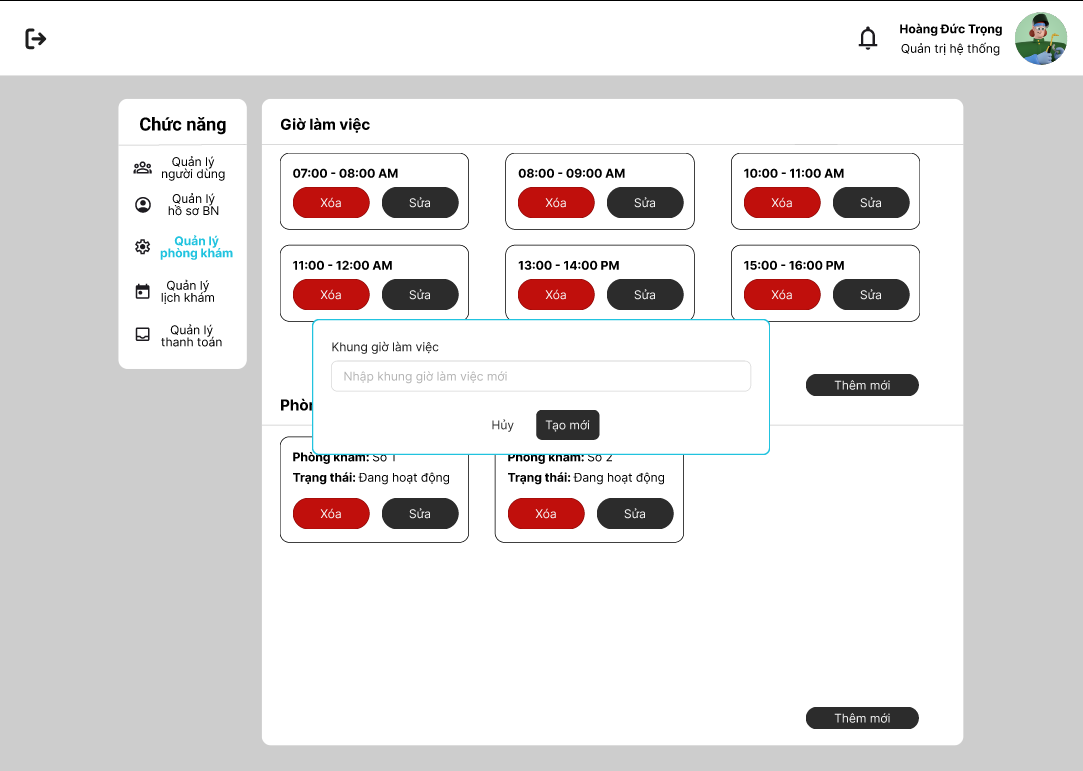 Hoàng Đức Trọng
Quản trị hệ thống
Chức năng
Quản lý
người dùng
Quản lý
hồ sơ BN
Quản lý
phòng khám
Quản lý
lịch khám
Quản lý
thanh toán
Giờ làm việc
07:00 - 08:00 AM
Xóa Sửa
08:00 - 09:00 AM
Xóa Sửa
10:00 - 11:00 AM
Xóa Sửa
11:00 - 12:00 AM
Xóa Sửa
13:00 - 14:00 PM
Xóa Sửa
15:00 - 16:00 PM
Xóa Sửa
Khung giờ làm việc
Nhập khung giờ làm việc mới
Hủy Tạo mới
Thêm mới
Phòn
Phòng khám: Số 1
Trạng thái: Đang hoạt động
Xóa Sửa
Phòng khám: Số 2
Trạng thái: Đang hoạt động
Xóa Sửa
Thêm mới